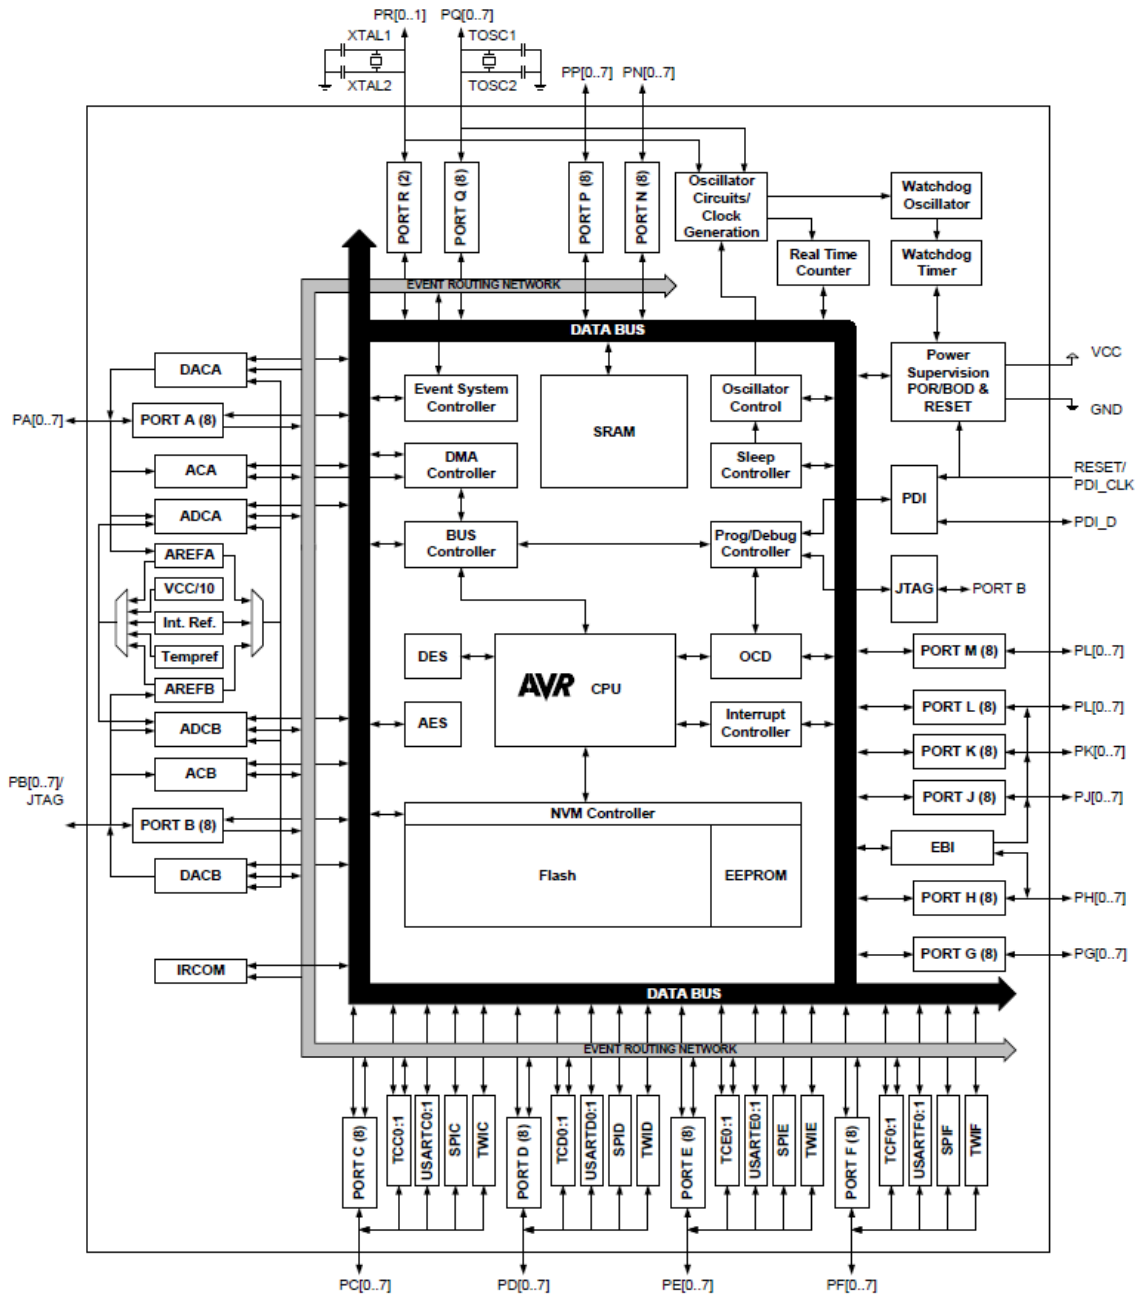 PR[0..1]
PQ[0..7]
XTAL1
TOSC1
XTAL2
TOSC2
PP[0..7]
PN[0..7]
PORT R (2)
PORT Q (8)
PORT P (8)
PORT N (8)
Oscillator
Circuits/
Clock
Generation
Watchdog
Oscillator
Real Time
Counter
Watchdog
Timer
EVENT ROUTING NETWORK
DATA BUS
DACA
PA[0..7]
PORT A (8)
ACA
ADCA
AREFA
VCC/10
Int. Ref.
Tempref
AREFB
ADCB
ACB
PB[0..7]/
JTAG
PORT B (8)
DACB
IRCOM
Event System
Controller
SRAM
Oscillator
Control
DMA
Controller
Sleep
Controller
BUS
Controller
Prog/Debug
Controller
DES
AVR
CPU
OCD
AES
Interrupt
Controller
NVM Controller
Flash
EEPROM
Power
Supervision
POR/BOD &
RESET
VCC
GND
RESET/
PDI_CLK
PDI
PDI_D
JTAG
PORT B
PORT M (8)
PL[0..7]
PORT L (8)
PL[0..7]
PORT K (8)
PK[0..7]
PORT J (8)
PJ[0..7]
EBI
PORT H (8)
PH[0..7]
PORT G (8)
PG[0..7]
DATA BUS
EVENT ROUTING NETWORK
PORT C (8)
TCC0:1
USARTC0:1
SPIC
TWIC
PORT D (8)
TCD0:1
USARTD0:1
SPID
TWID
PORT E (8)
TCE0:1
USARTE0:1
SPIE
TWIE
PORT F (8)
TCF0:1
USARTF0:1
SPIF
TWIF
PC[0..7]
PD[0..7]
PE[0..7]
PF[0..7]